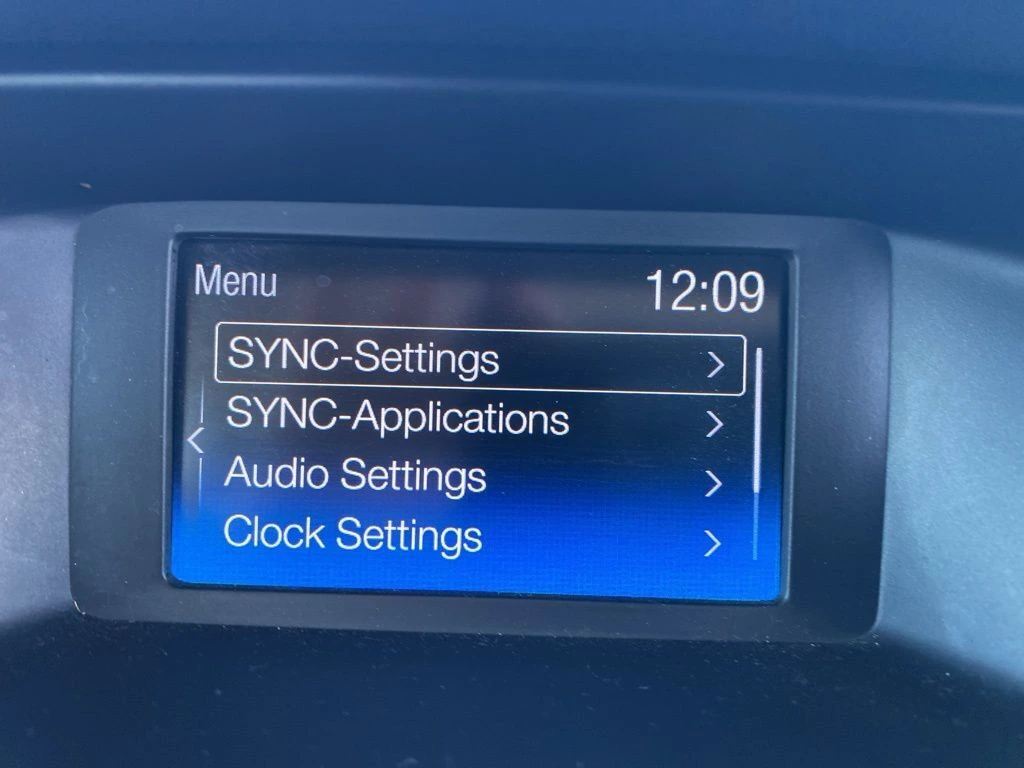 Menu 12:09
SYNC-Settings
SYNC-Applications
Audio Settings
Clock Settings